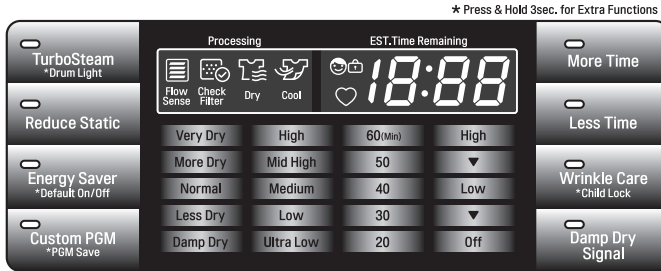 * Press & Hold 3sec. for Extra Functions
TurboSteam
*Drum Light
Reduce Static
Energy Saver
*Default On/Off
Custom PGM
*PGM Save
Processing
EST.Time Remaining
Flow Sense
Check Filter
Dry
Cool
18:88
Very Dry High 60(Min) High
More Dry Mid High 50 ▼
Normal Medium 40 Low
Less Dry Low 30 ▼
Damp Dry Ultra Low 20 Off
More Time
Less Time
Wrinkle Care
*Child Lock
Damp Dry
Signal